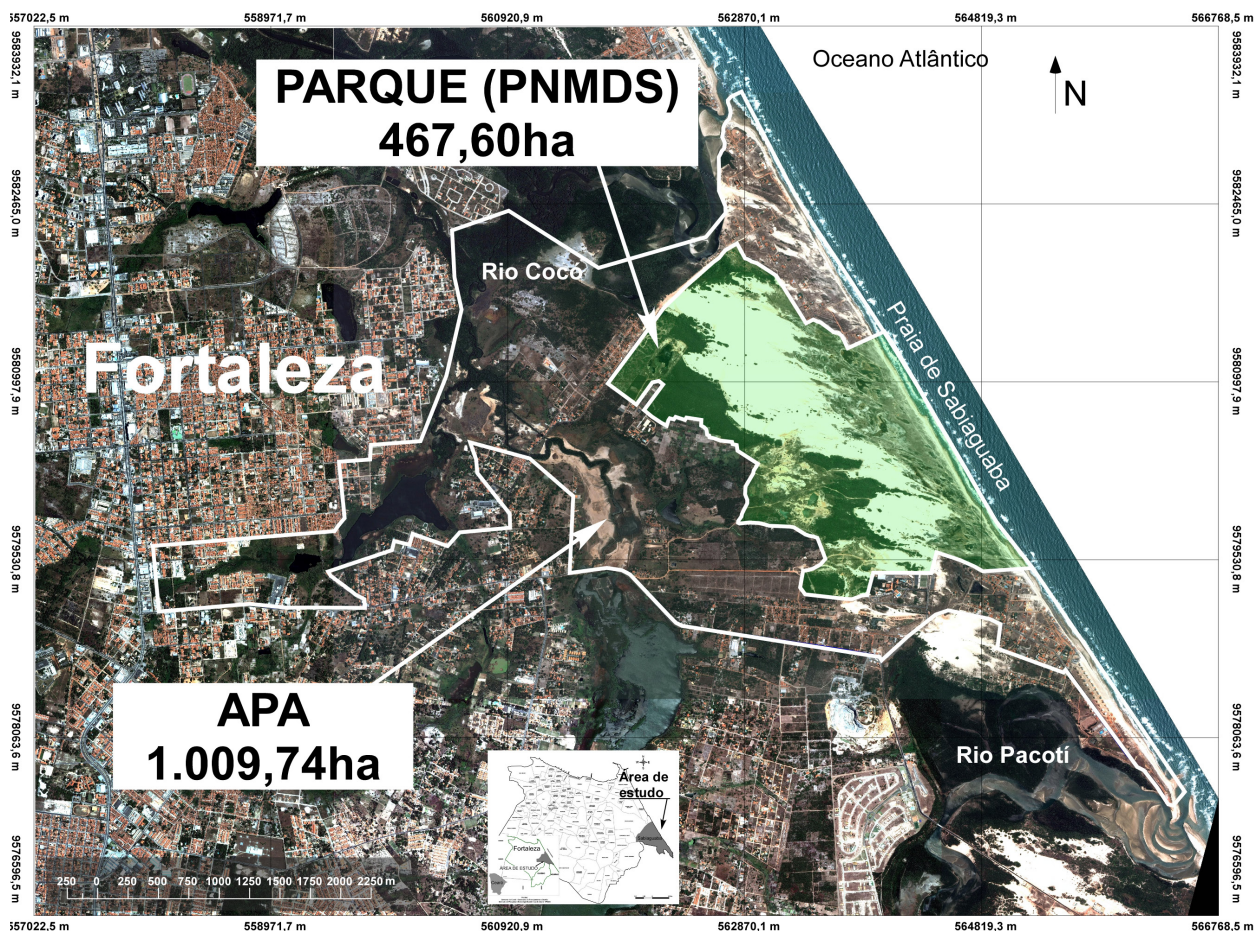 557022,5 m
558971,7 m
560920,9 m
562870,1 m
564819,3 m
566768,5 m
9583932,1 m
9583932,1 m
Oceano Atlântico
N
PARQUE (PNMDS)
467,60ha
9582465,0 m
9582465,0 m
Rio Cocó
Praia de Sabiaguaba
Fortaleza
9580997,9 m
9580997,9 m
9579530,8 m
9579530,8 m
APA
1.009,74ha
9578063,6 m
9578063,6 m
Rio Pacotí
Área de
estudo
Fortaleza
ÁREA DE ESTUDO
9576596,5 m
9576596,5 m
250 0 250 500 750 1000 1250 1500 1750 2000 2250 m
557022,5 m
558971,7 m
560920,9 m
562870,1 m
564819,3 m
566768,5 m